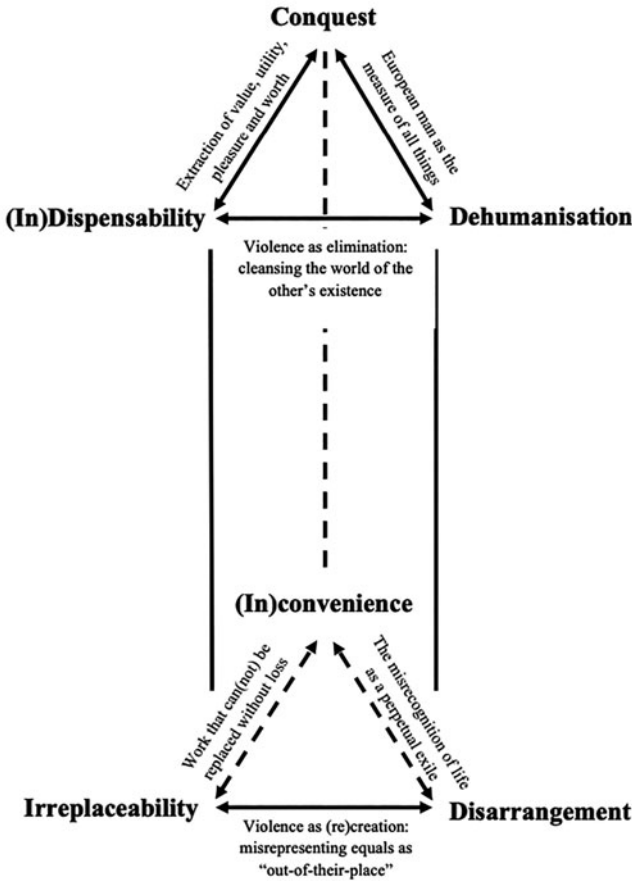 Conquest
Extraction of value, utility,
pleasure and worth
European man as the
measure of all things
(In)Dispensability
Dehumanisation
Violence as elimination:
cleansing the world of the
other's existence
(In)convenience
Work that can(not) be
replaced without loss
The misrecognition of life
as a perpetual exile
Irreplaceability
Disarrangement
Violence as (re)creation:
misrepresenting equals as
“out-of-their-place”